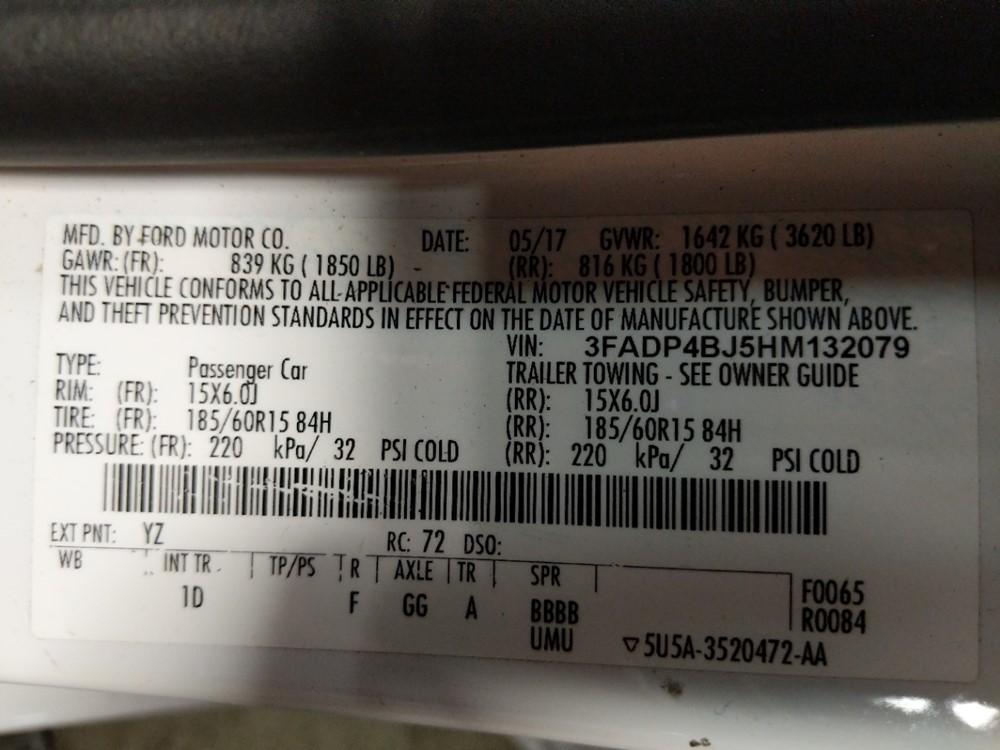 MFD. BY FORD MOTOR CO. DATE: 05/17 GVWR: 1642 KG ( 3620 LB)
GAWR: (FR): 839 KG ( 1850 LB) - (RR): 816 KG ( 1800 LB)
THIS VEHICLE CONFORMS TO ALL APPLICABLE FEDERAL MOTOR VEHICLE SAFETY, BUMPER,
AND THEFT PREVENTION STANDARDS IN EFFECT ON THE DATE OF MANUFACTURE SHOWN ABOVE.
VIN: 3FADP4BJ5HM132079
TYPE: Passenger Car TRAILER TOWING - SEE OWNER GUIDE
RIM: (FR): 15X6.0J (RR): 15X6.0J
TIRE: (FR): 185/60R15 84H (RR): 185/60R15 84H
PRESSURE: (FR): 220 kPa/ 32 PSI COLD (RR): 220 kPa/ 32 PSI COLD
EXT PNT: YZ RC: 72 DSO:
WB INT TR TP/PS R AXLE TR SPR F0065
1D F GG A BBBB R0084
UMU ▽5U5A-3520472-AA